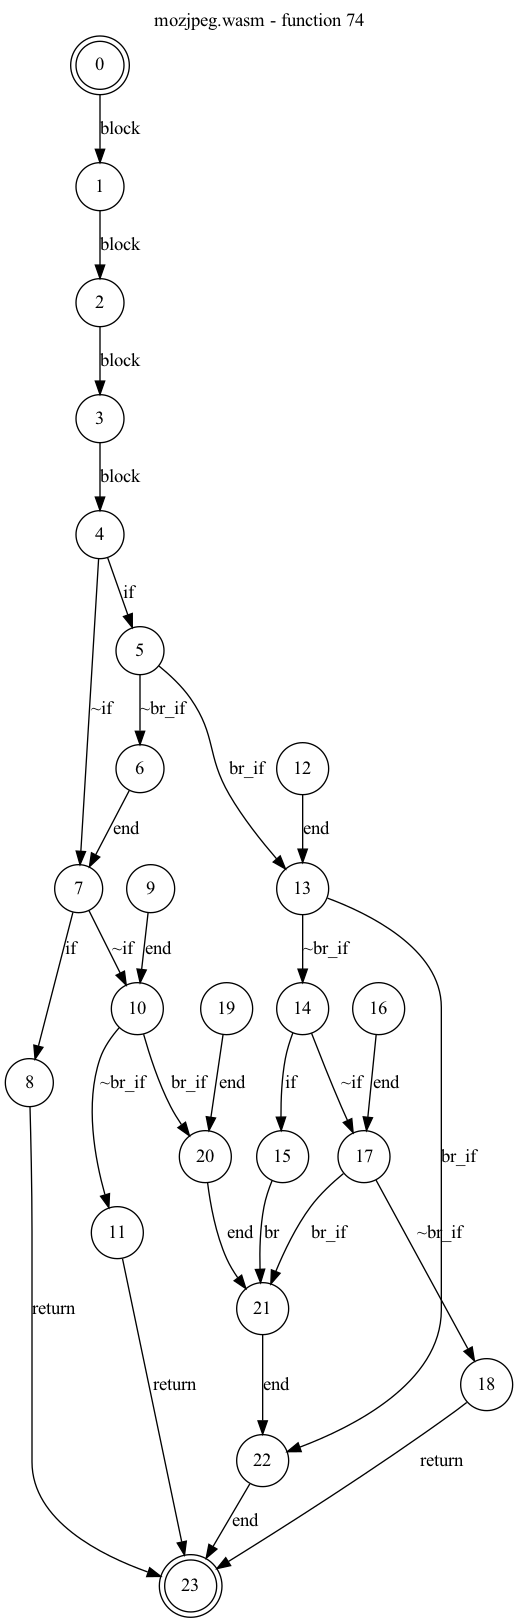 mozjpeg.wasm - function 74
0
block
1
block
2
block
3
block
4
if
5
~if
~br_if
br_if
6
12
end
end
7
9
13
if
~if
end
~br_if
10
19
14
16
8
~br_if
br_if
end
if
~if
end
20
15
17
br_if
11
end
br
br_if
~br_if
return
21
return
end
18
22
return
end
23